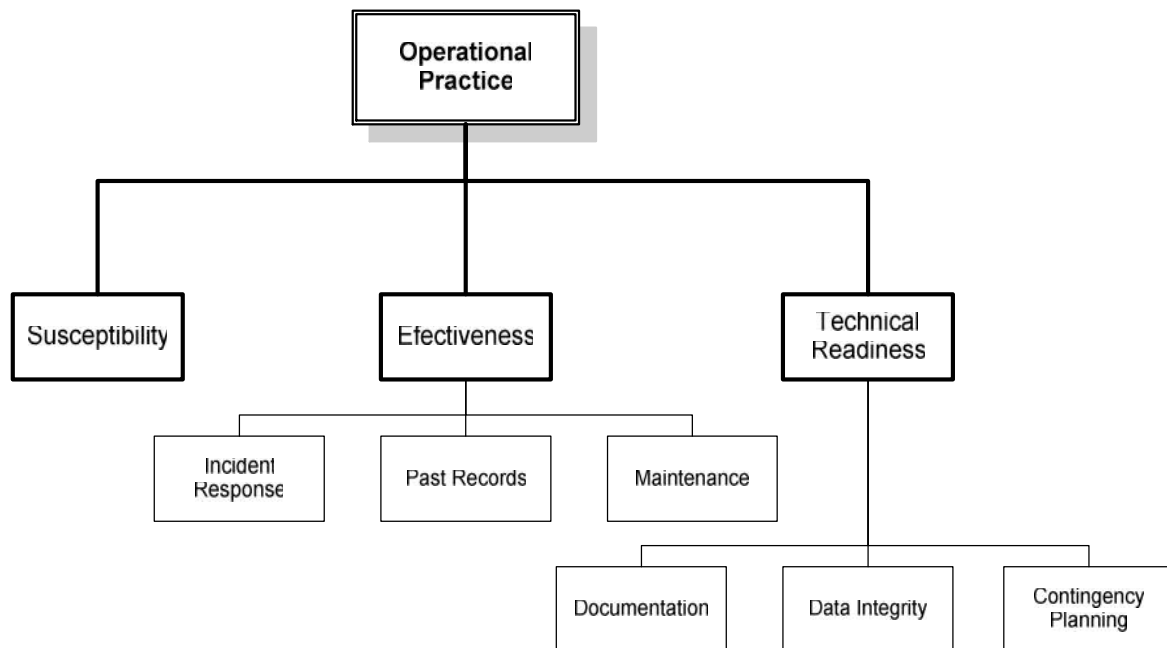 Operational
Practice
Susceptibility
Efectiveness
Technical
Readiness
Incident
Response
Past Records
Maintenance
Documentation
Data Integrity
Contingency
Planning